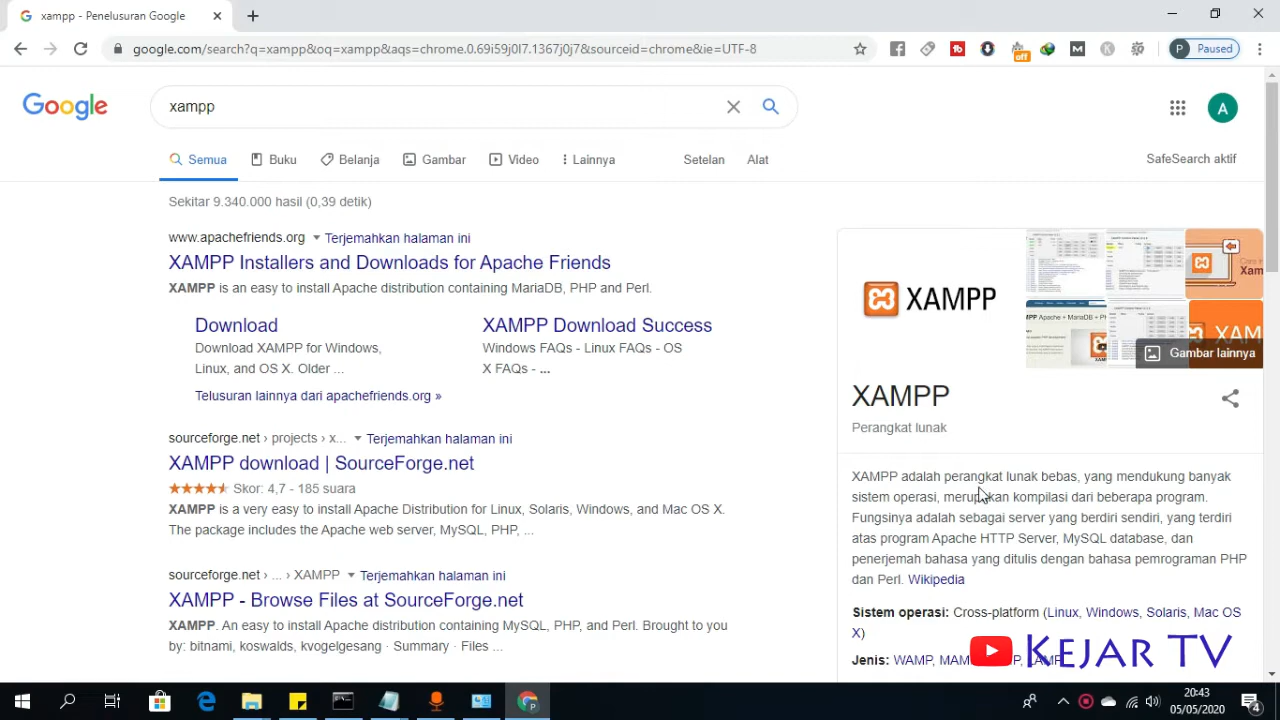 xampp - Penelusuran Google
google.com/search?q=xampp&oq=xampp&aqs=chrome.0.69i59j0l7.1367j0j7&sourceid=chrome&ie=UTF-8
off
Paused
Google
xampp
A
Semua
Buku
Belanja
Gambar
Video
Lainnya
Setelan
Alat
SafeSearch aktif
Sekitar 9.340.000 hasil (0,39 detik)
www.apachefriends.org Terjemahkan halaman ini
XAMPP Installers and Downloads for Apache Friends
XAMPP is an easy to install Apache distribution containing MariaDB, PHP and Perl.
Download
Download XAMPP for Windows,
Linux, and OS X. Older ...
XAMPP Download Success
Windows FAQs - Linux FAQs - OS
X FAQs - ...
Telusuran lainnya dari apachefriends.org »
sourceforge.net › projects › x... Terjemahkan halaman ini
XAMPP download | SourceForge.net
Skor: 4,7 - 185 suara
XAMPP is a very easy to install Apache Distribution for Linux, Solaris, Windows, and Mac OS X.
The package includes the Apache web server, MySQL, PHP, ...
sourceforge.net › ... › XAMPP Terjemahkan halaman ini
XAMPP - Browse Files at SourceForge.net
XAMPP. An easy to install Apache distribution containing MySQL, PHP, and Perl. Brought to you
by: bitnami, koswalds, kvogelgesang · Summary · Files ...
XAMPP
Gambar lainnya
XAMPP
Perangkat lunak
XAMPP adalah perangkat lunak bebas, yang mendukung banyak
sistem operasi, merupakan kompilasi dari beberapa program.
Fungsinya adalah sebagai server yang berdiri sendiri, yang terdiri
atas program Apache HTTP Server, MySQL database, dan
penerjemah bahasa yang ditulis dengan bahasa pemrograman PHP
dan Perl. Wikipedia
Sistem operasi: Cross-platform (Linux, Windows, Solaris, Mac OS
X)
Jenis: WAMP,
KEJAR TV
20:43
05/05/2020
4